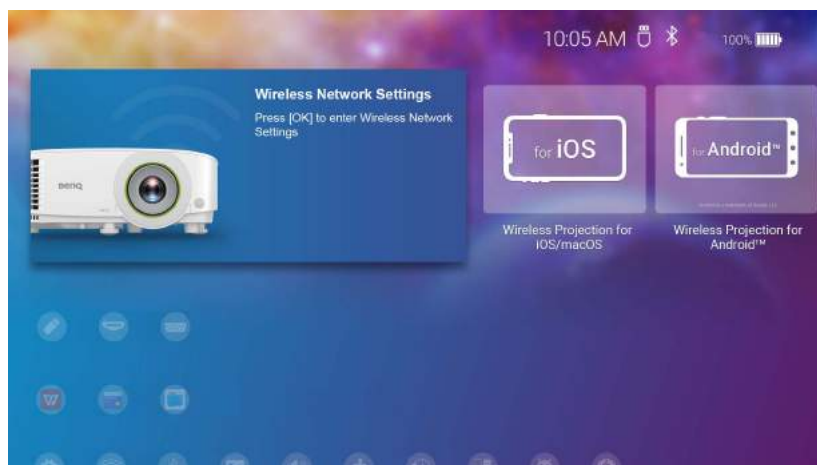 10:05 AM
100%
Wireless Network Settings
Press [OK] to enter Wireless Network
Settings
BenQ
for iOS
for Android™
Wireless Projection for
iOS/macOS
Wireless Projection for
Android™
W